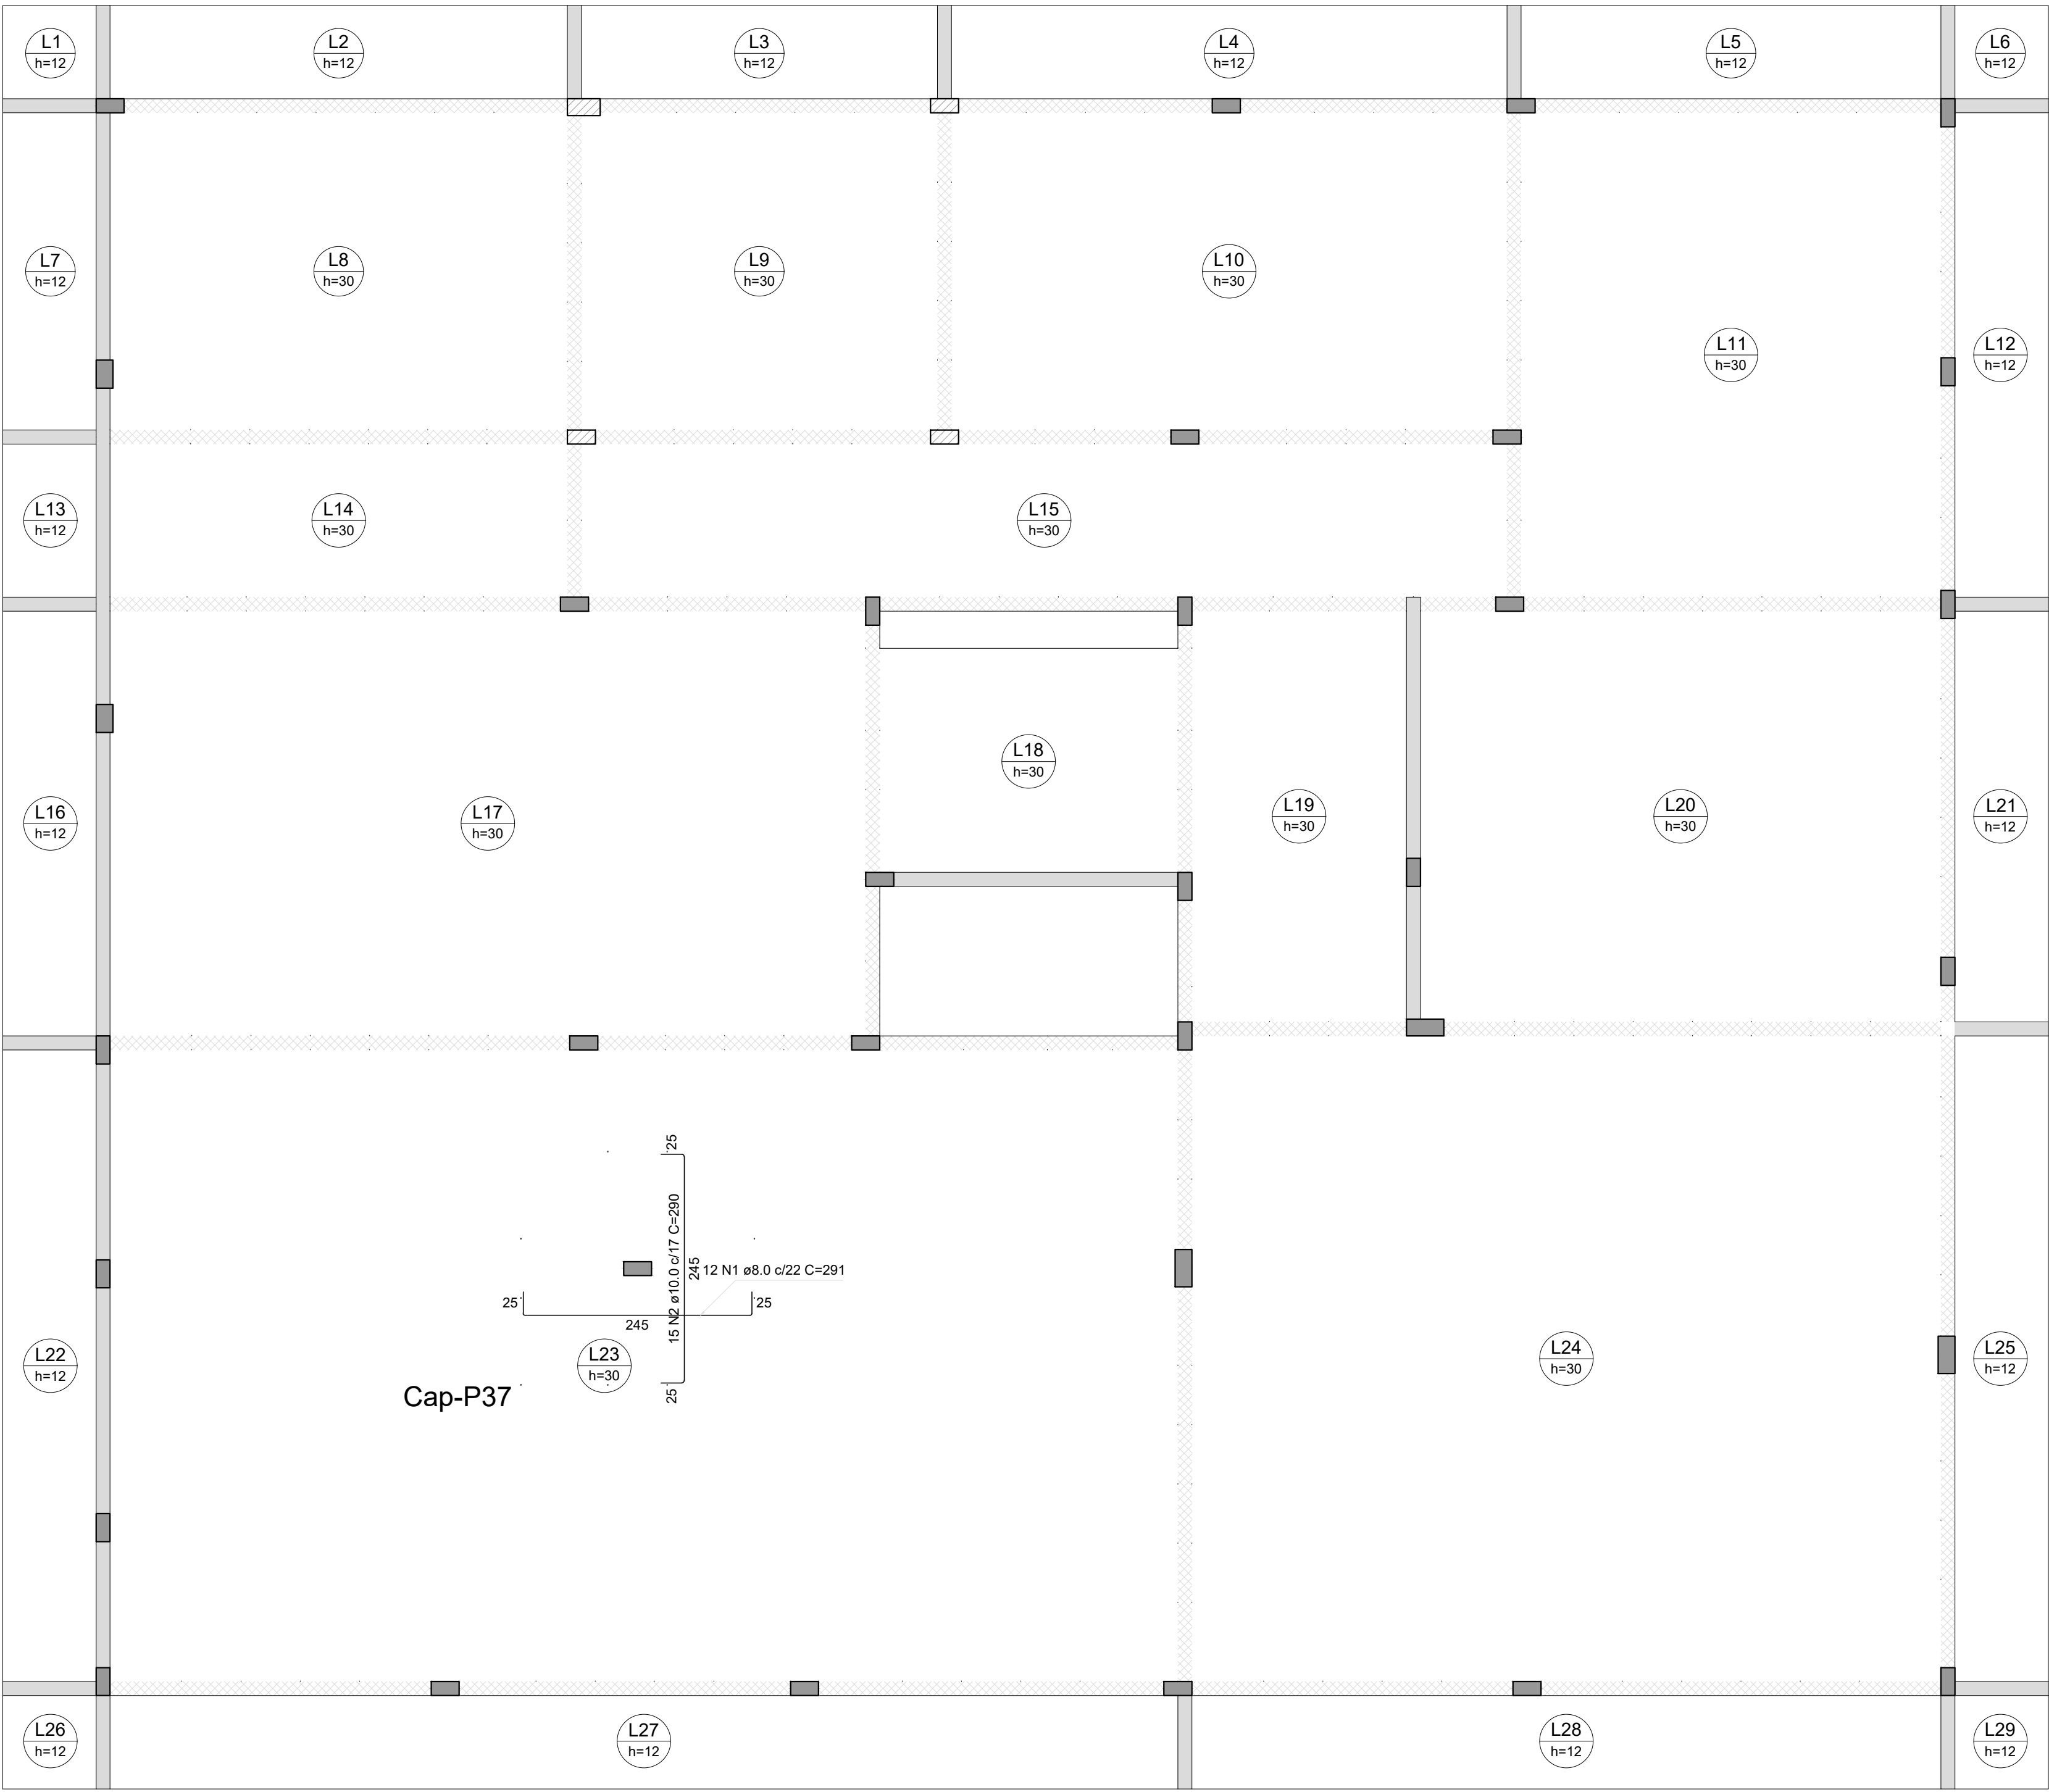 L1
h=12
L2
h=12
L3
h=12
L4
h=12
L5
h=12
L6
h=12
L7
h=12
L8
h=30
L9
h=30
L10
h=30
L11
h=30
L12
h=12
L13
h=12
L14
h=30
L15
h=30
L16
h=12
L17
h=30
L18
h=30
L19
h=30
L20
h=30
L21
h=12
25
15 N2 ø10.0 c/17 C=290
245
25
12 N1 ø8.0 c/22 C=291
25
25
245
L22
h=12
L23
h=30
Cap-P37
L24
h=30
L25
h=12
L26
h=12
L27
h=12
L28
h=12
L29
h=12